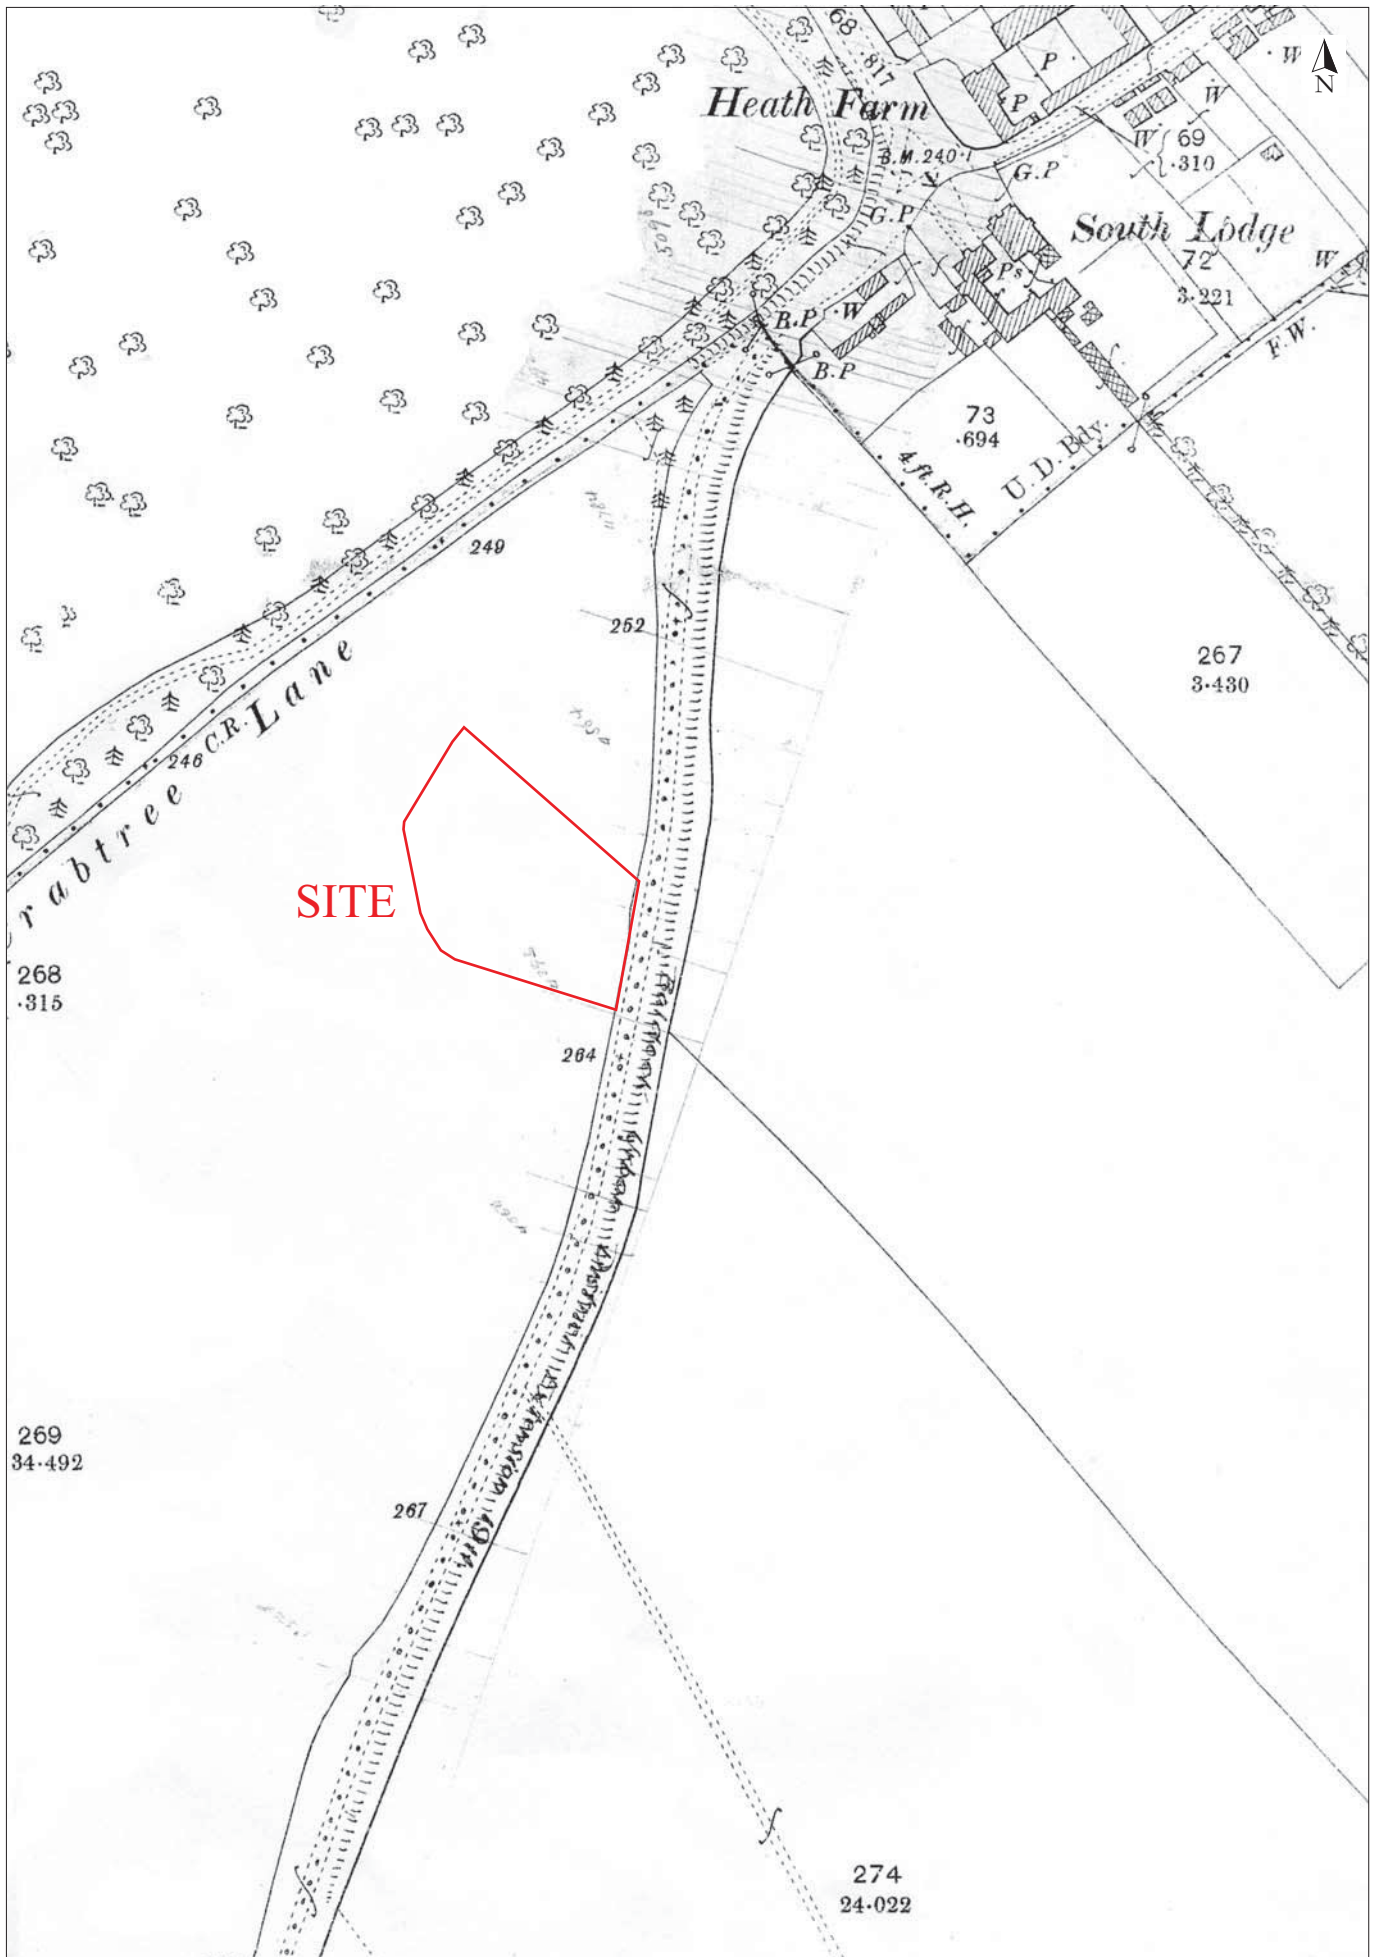 68
·817
P
P
W
N
Heath Farm
W
W
69
·310
B.M.240·1
G.P
G.P
South Lodge
72
3·221
W
Ps
B.P
·W
F.W.
B.P
73
·694
4 ft. R.H.
U.D. Bdy.
249
252
267
3·430
C.R.
246
rabtree Lane
SITE
268
·315
264
269
34·492
267
274
24·022